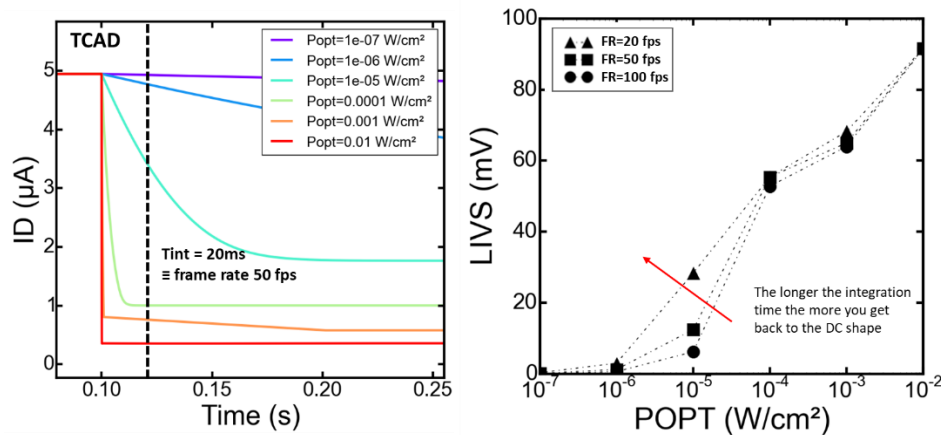 TCAD
Popt=1e-07 W/cm²
Popt=1e-06 W/cm²
Popt=1e-05 W/cm²
Popt=0.0001 W/cm²
Popt=0.001 W/cm²
Popt=0.01 W/cm²
Tint = 20ms
≡ frame rate 50 fps
ID (µA)
5
4
3
2
1
0
0.10
0.15
0.20
0.25
Time (s)
FR=20 fps
FR=50 fps
FR=100 fps
The longer the integration
time the more you get
back to the DC shape
LIVS (mV)
100
80
60
40
20
0
10⁻⁷
10⁻⁶
10⁻⁵
10⁻⁴
10⁻³
10⁻²
POPT (W/cm²)